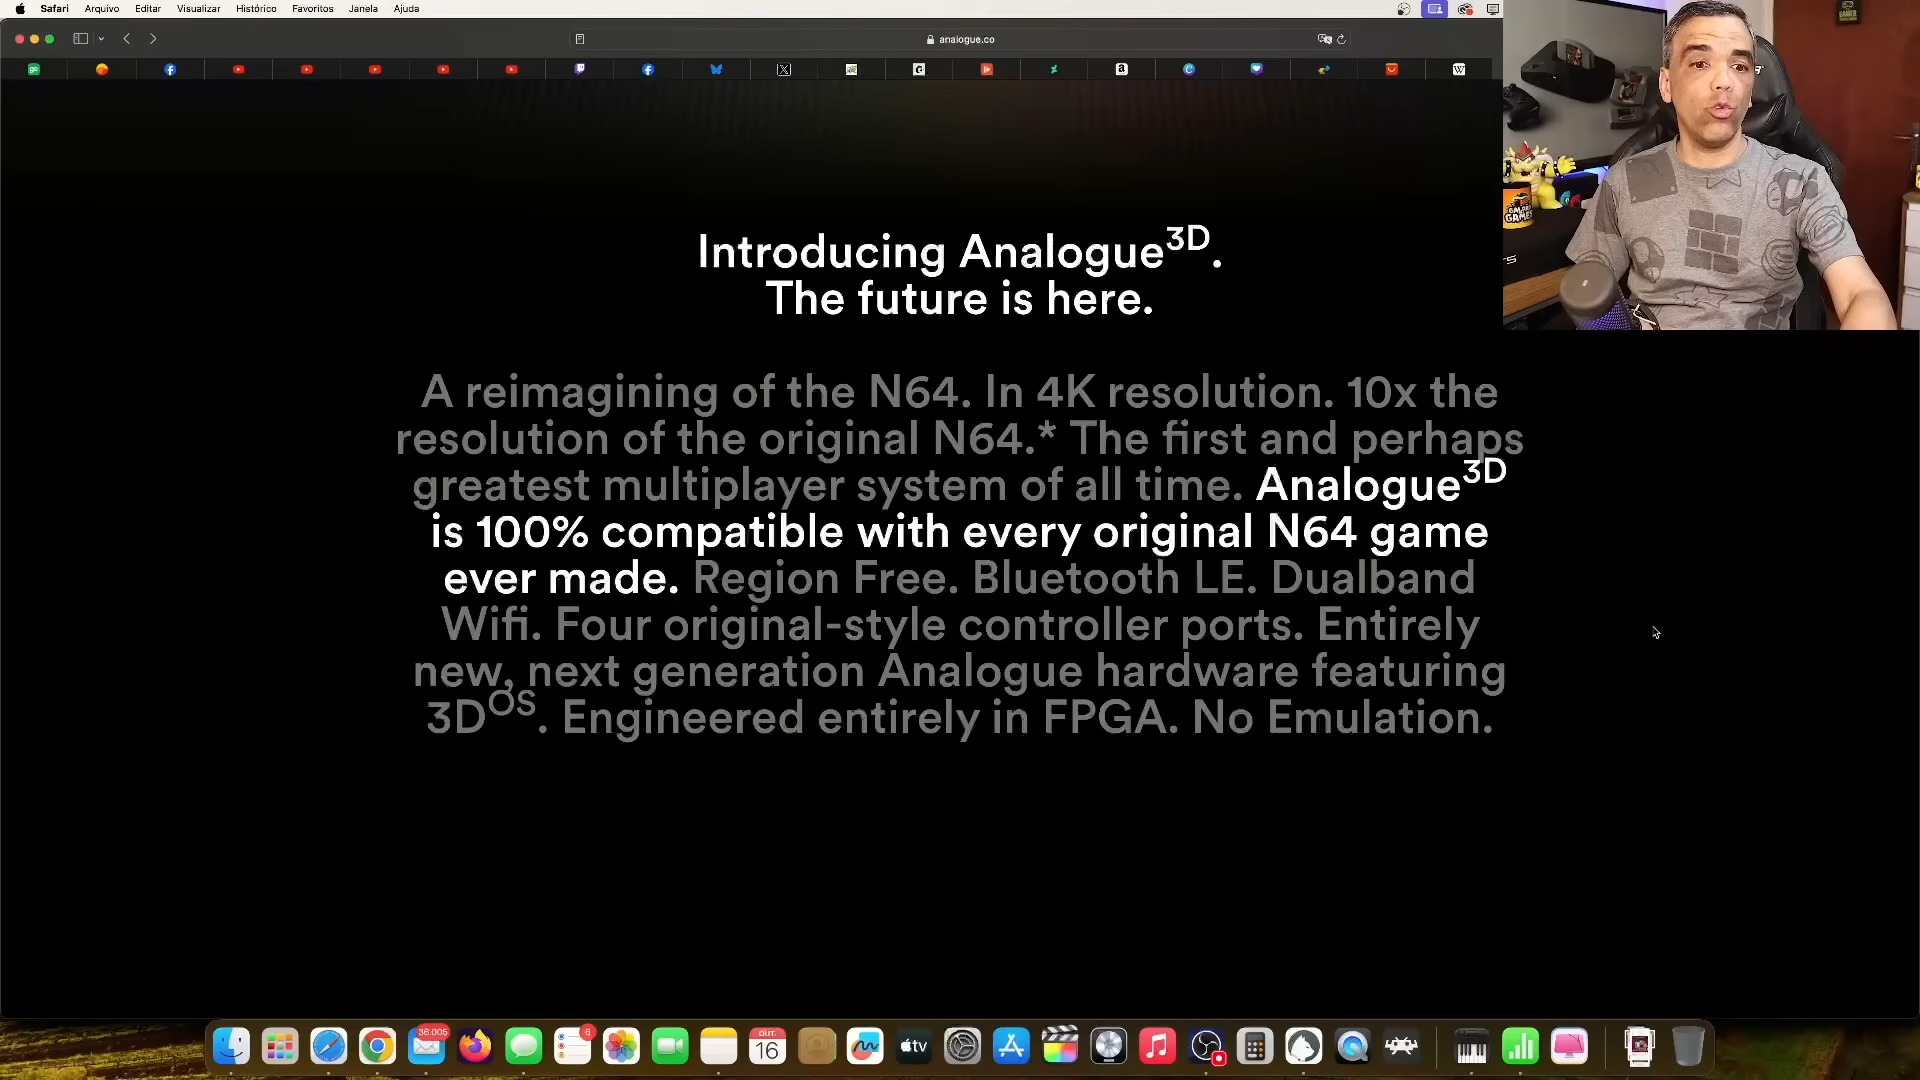 Safari Arquivo Editar Visualizar Histórico Favoritos Janela Ajuda
analogue.co
Introducing Analogue3D.
The future is here.
A reimagining of the N64. In 4K resolution. 10x the
resolution of the original N64.* The first and perhaps
greatest multiplayer system of all time. Analogue3D
is 100% compatible with every original N64 game
ever made. Region Free. Bluetooth LE. Dualband
Wifi. Four original-style controller ports. Entirely
new, next generation Analogue hardware featuring
3DOS. Engineered entirely in FPGA. No Emulation.
36.005
6
OUT.
16
tv